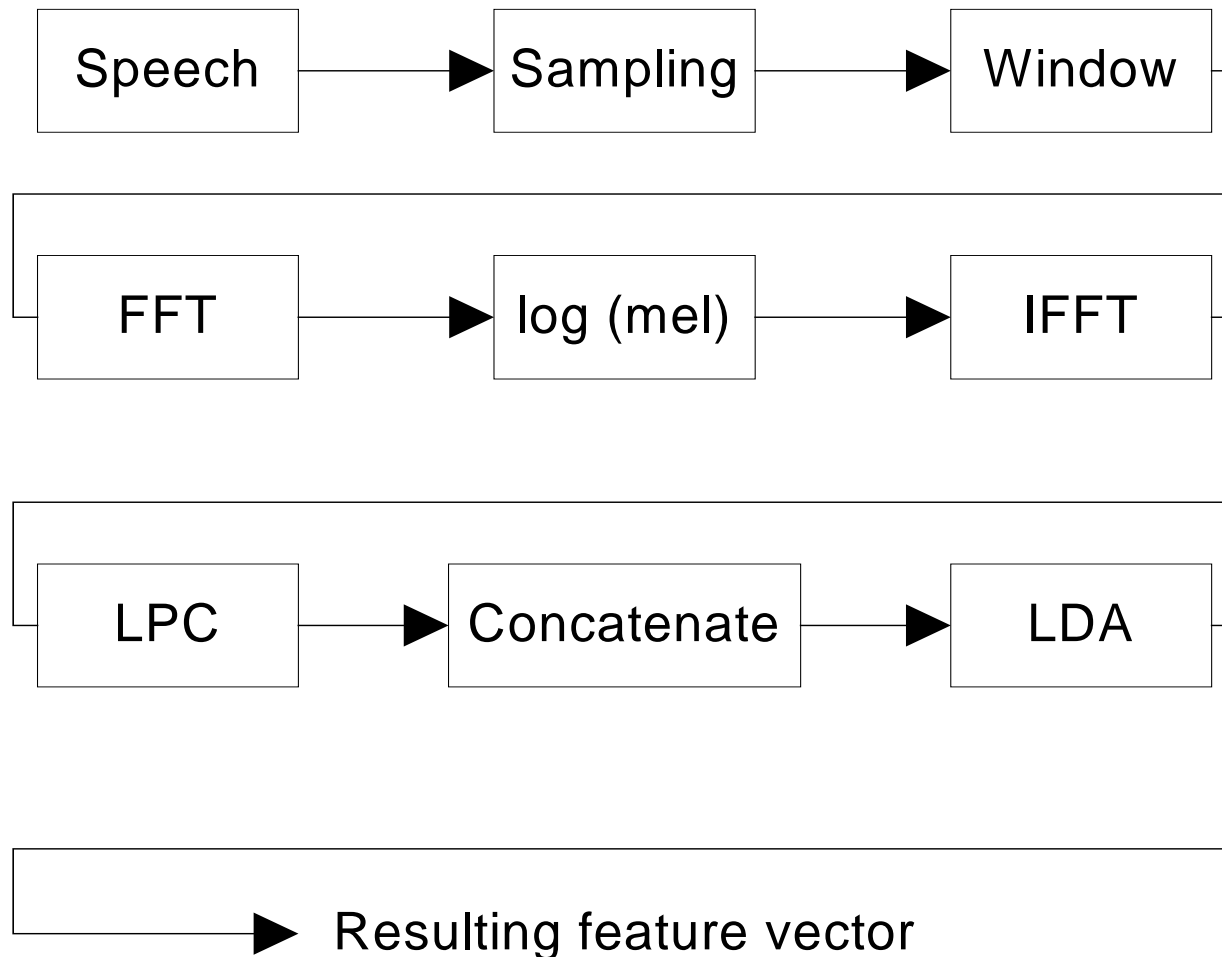 Speech Sampling Window
FFT log (mel) IFFT
LPC Concatenate LDA
Resulting feature vector